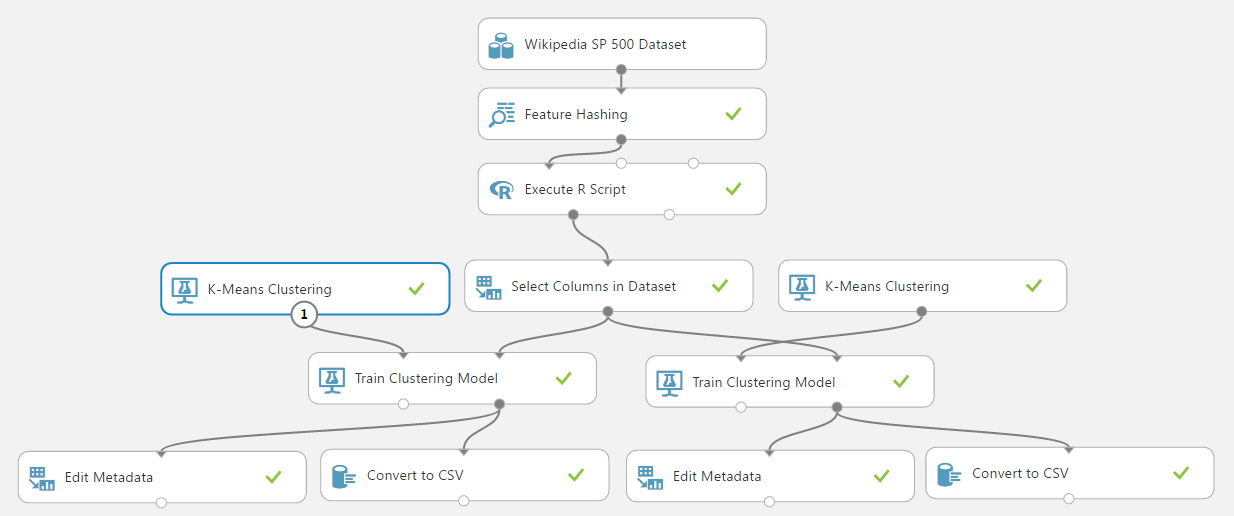 Wikipedia SP 500 Dataset
Feature Hashing
R Execute R Script
K-Means Clustering
Select Columns in Dataset
K-Means Clustering
1
Train Clustering Model
Train Clustering Model
Edit Metadata
Convert to CSV
Edit Metadata
Convert to CSV